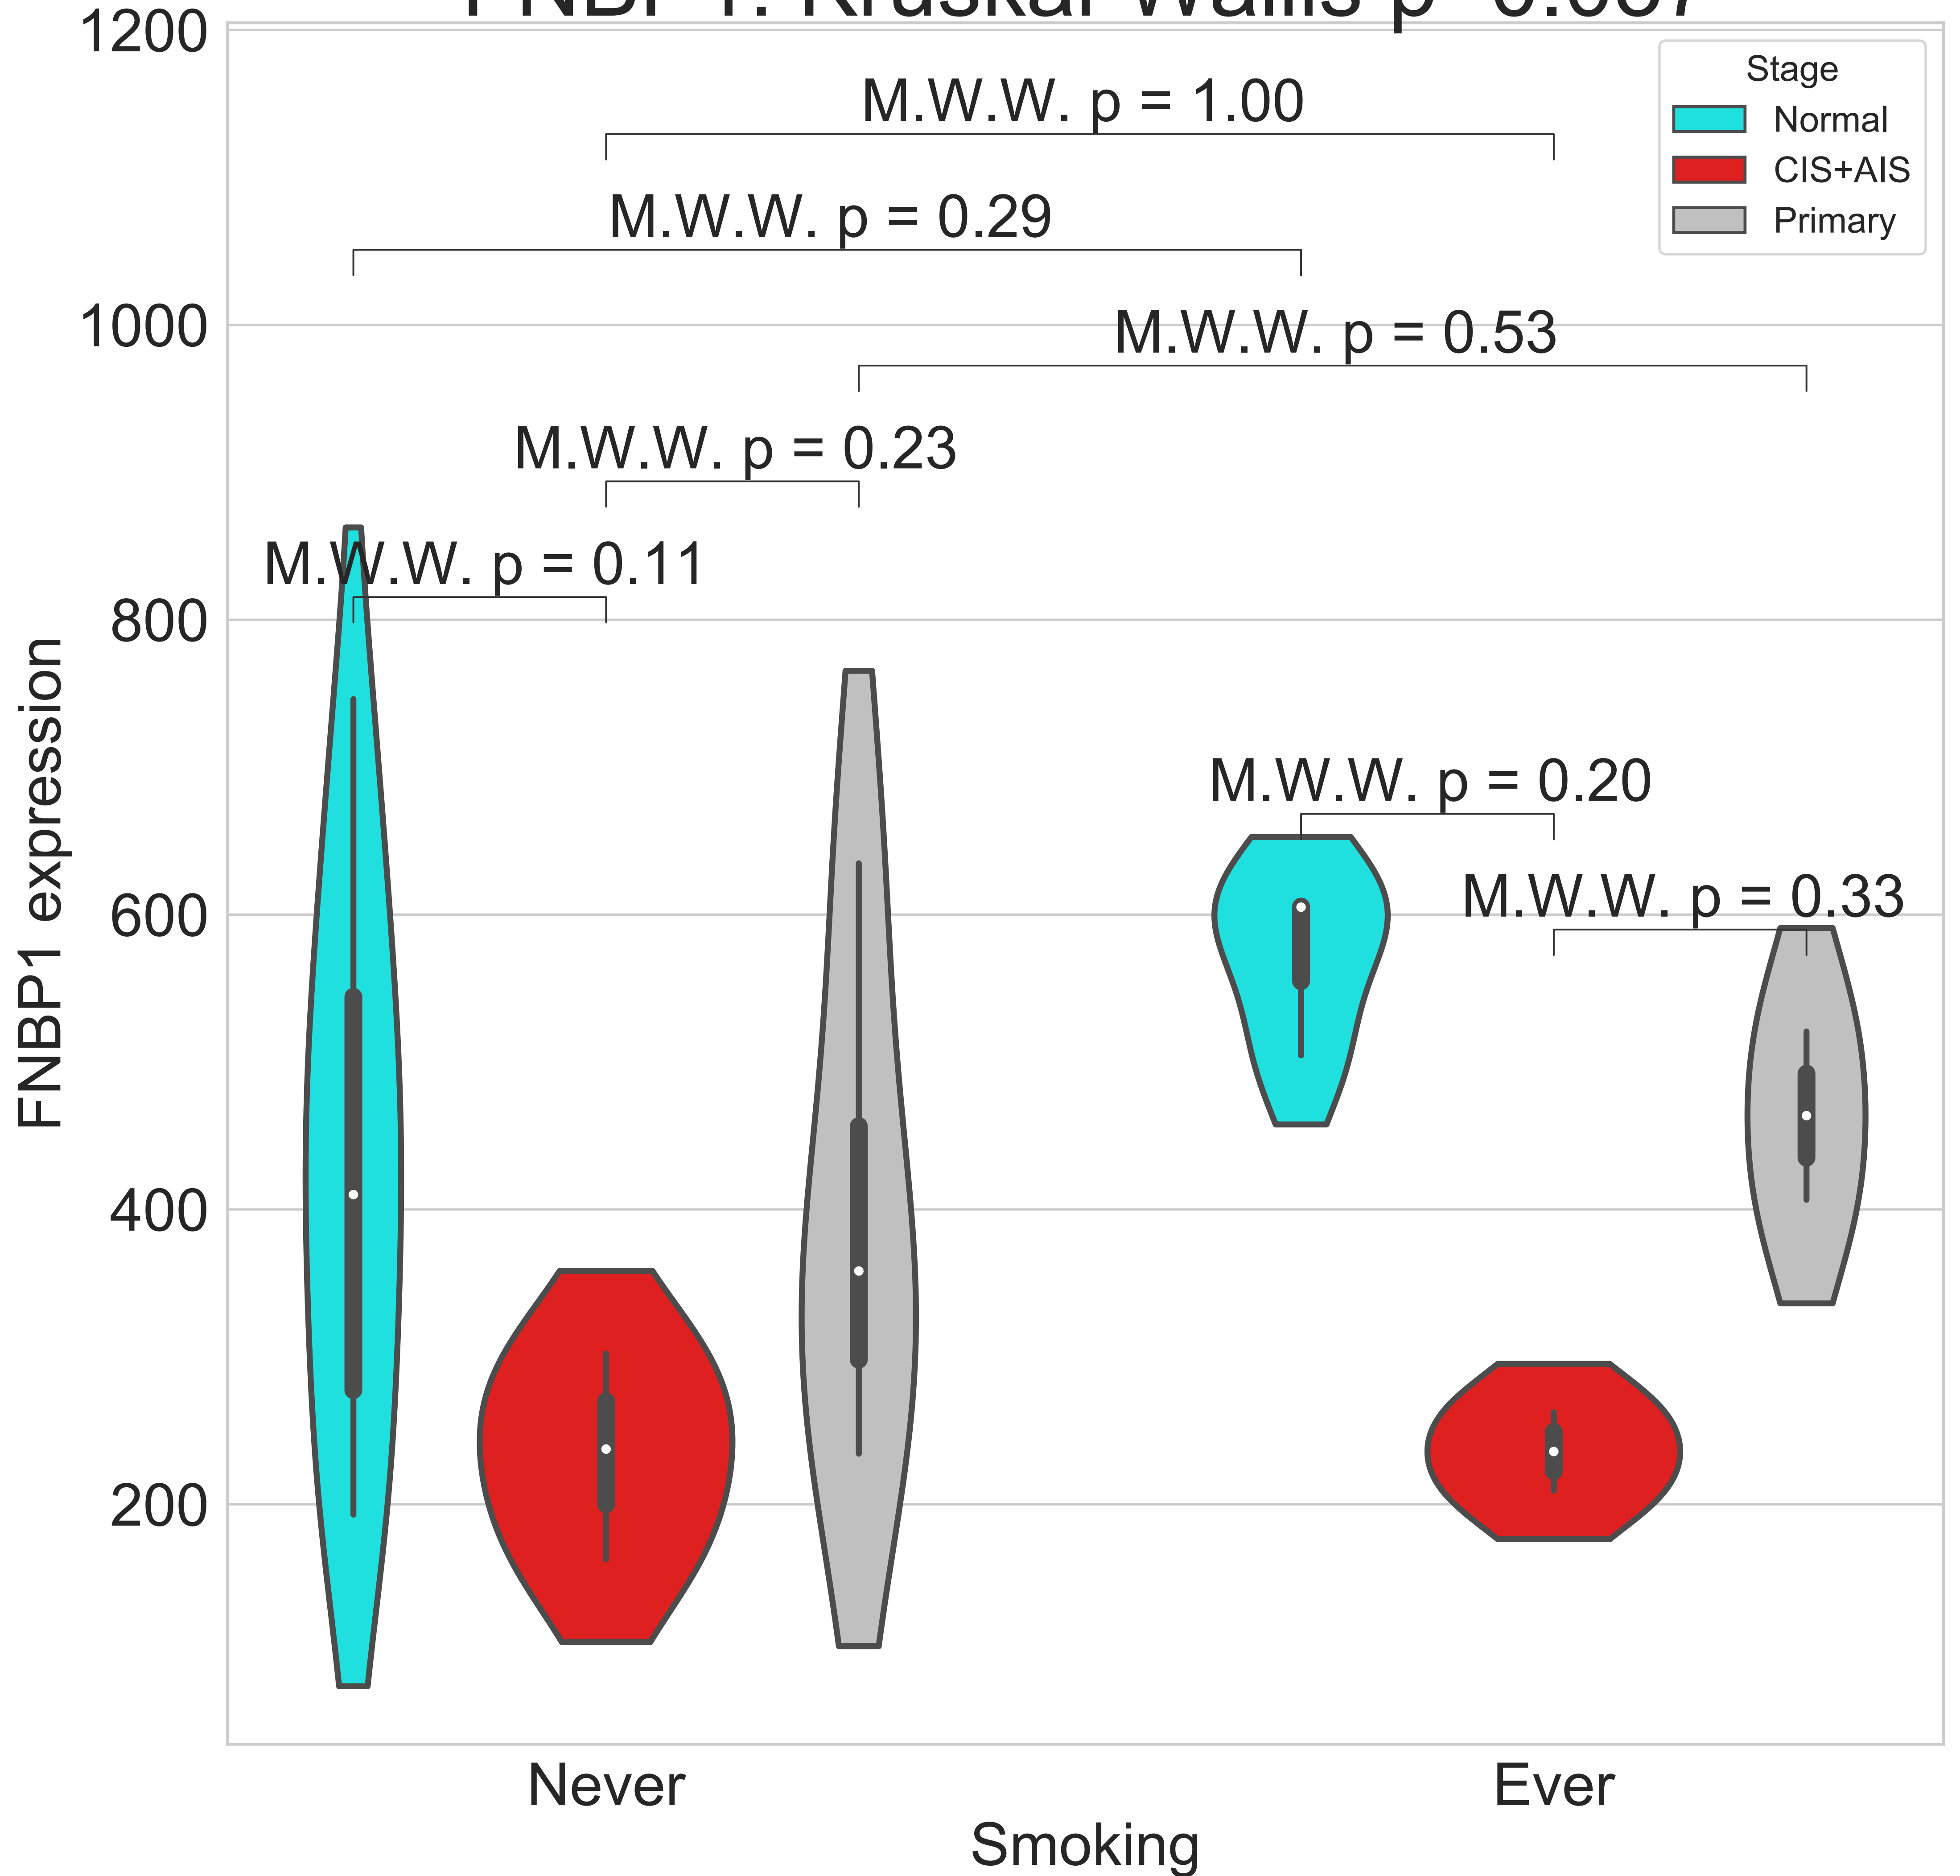 1200
Stage
M.W.W. p = 1.00
Normal
CIS+AIS
M.W.W. p = 0.29
Primary
1000
M.W.W. p = 0.53
M.W.W. p = 0.23
M.W.W. p = 0.11
800
M.W.W. p = 0.20
M.W.W. p = 0.33
600
FNBP1 expression
400
200
Never
Ever
Smoking